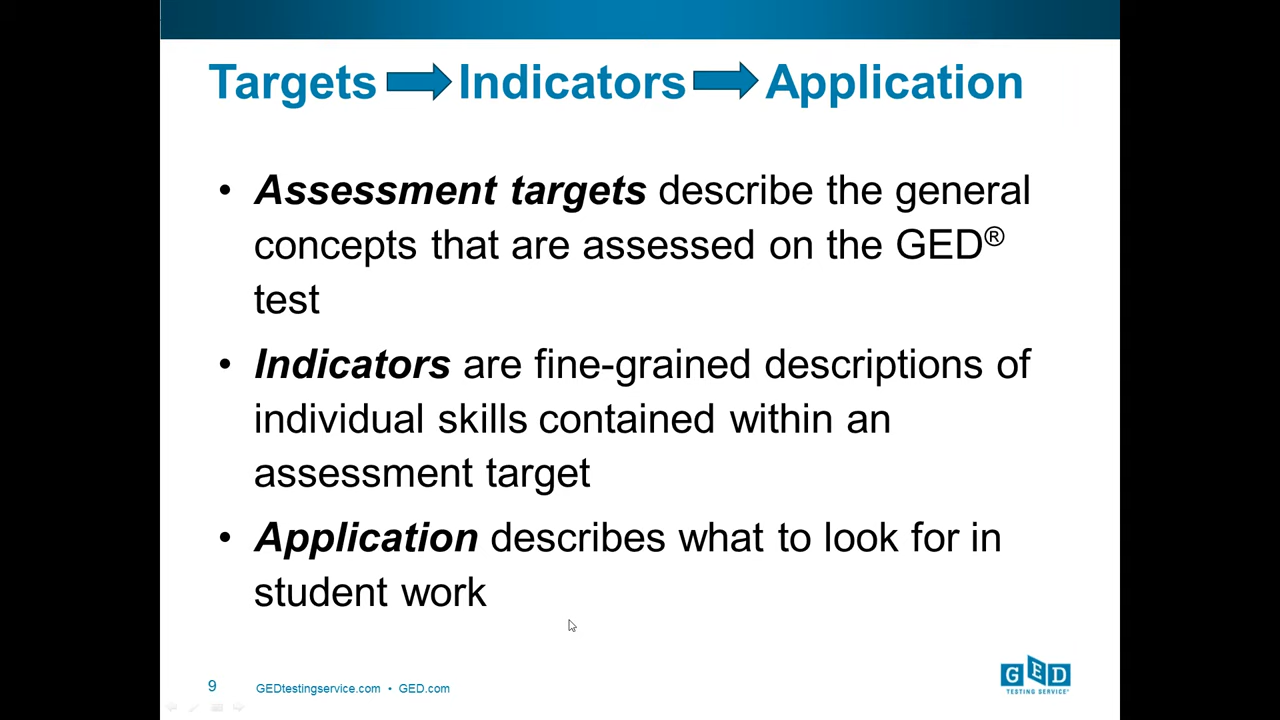 Targets Indicators Application
• Assessment targets describe the general
concepts that are assessed on the GED®
test
• Indicators are fine-grained descriptions of
individual skills contained within an
assessment target
• Application describes what to look for in
student work
9 GEDtestingservice.com • GED.com
GED
TESTING SERVICE®